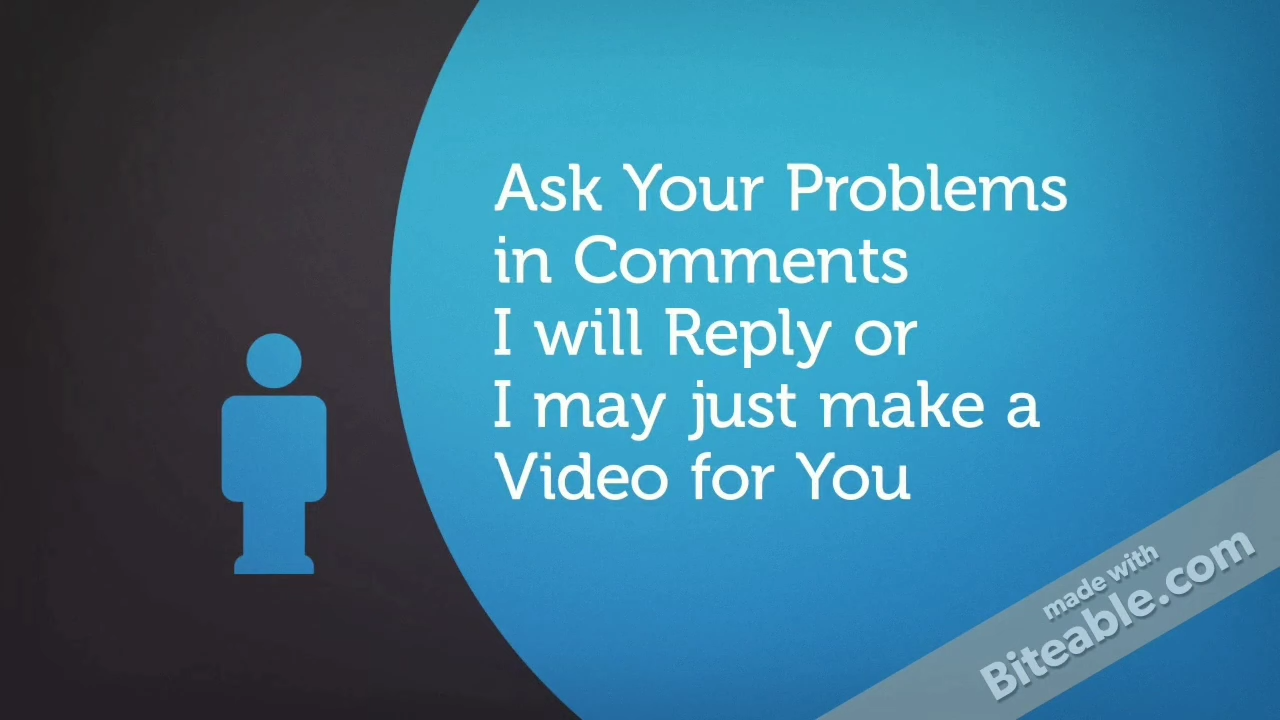 Ask Your Problems
in Comments
I will Reply or
I may just make a
Video for You
made with
Biteable.com